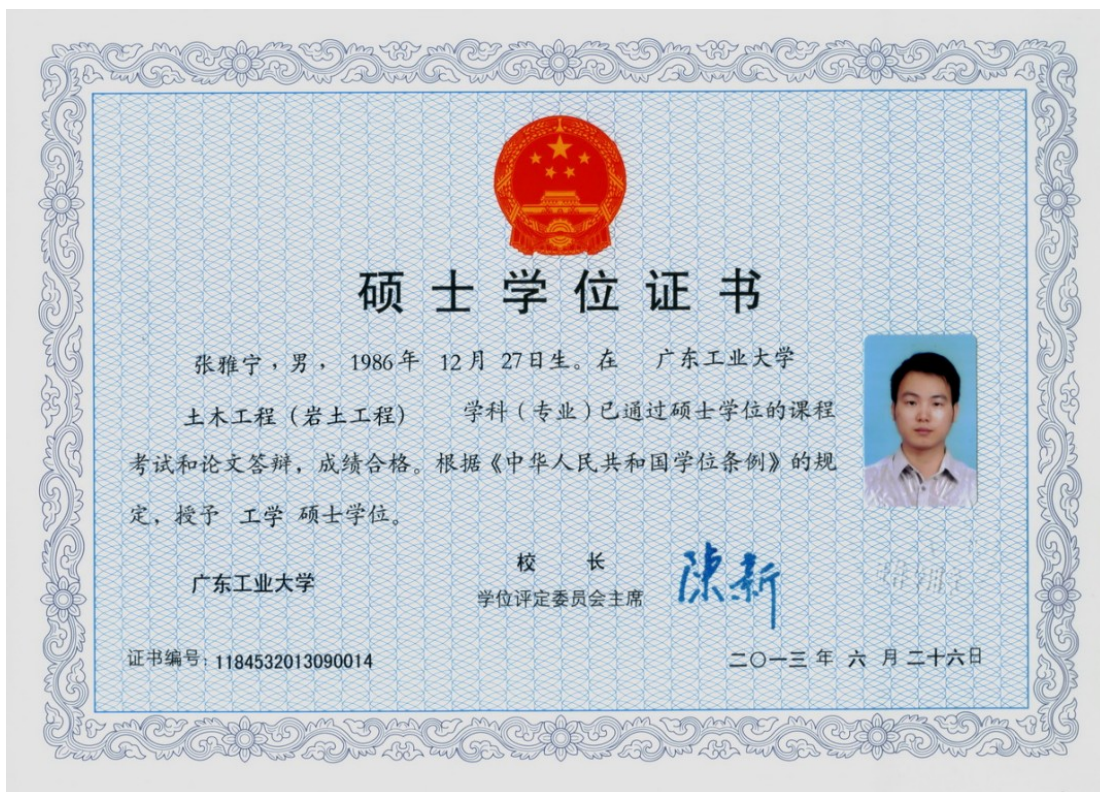 硕士学位证书
张雅宁，男， 1986年 12月 27日生。在 广东工业大学
土木工程（岩土工程） 学科（专业）已通过硕士学位的课程
考试和论文答辩，成绩合格。根据《中华人民共和国学位条例》的规
定，授予 工学 硕士学位。
广东工业大学
校 长
学位评定委员会主席
陈新
证书编号：1184532013090014
二〇一三 年 六 月 二十六日